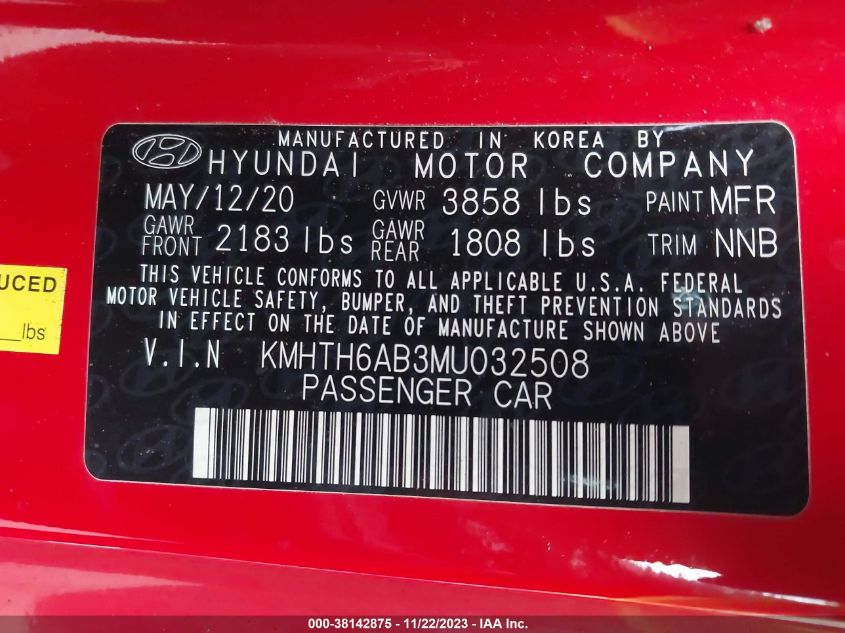 MANUFACTURED IN KOREA BY
HYUNDAI MOTOR COMPANY
MAY/12/20 GVWR 3858 lbs PAINT MFR
GAWR FRONT 2183 lbs GAWR REAR 1808 lbs TRIM NNB
THIS VEHICLE CONFORMS TO ALL APPLICABLE U.S.A. FEDERAL
MOTOR VEHICLE SAFETY, BUMPER, AND THEFT PREVENTION STANDARDS
IN EFFECT ON THE DATE OF MANUFACTURE SHOWN ABOVE.
V.I.N KMHTH6AB3MU032508
PASSENGER CAR
UCED
lbs
000-38142875 - 11/22/2023 - IAA Inc.